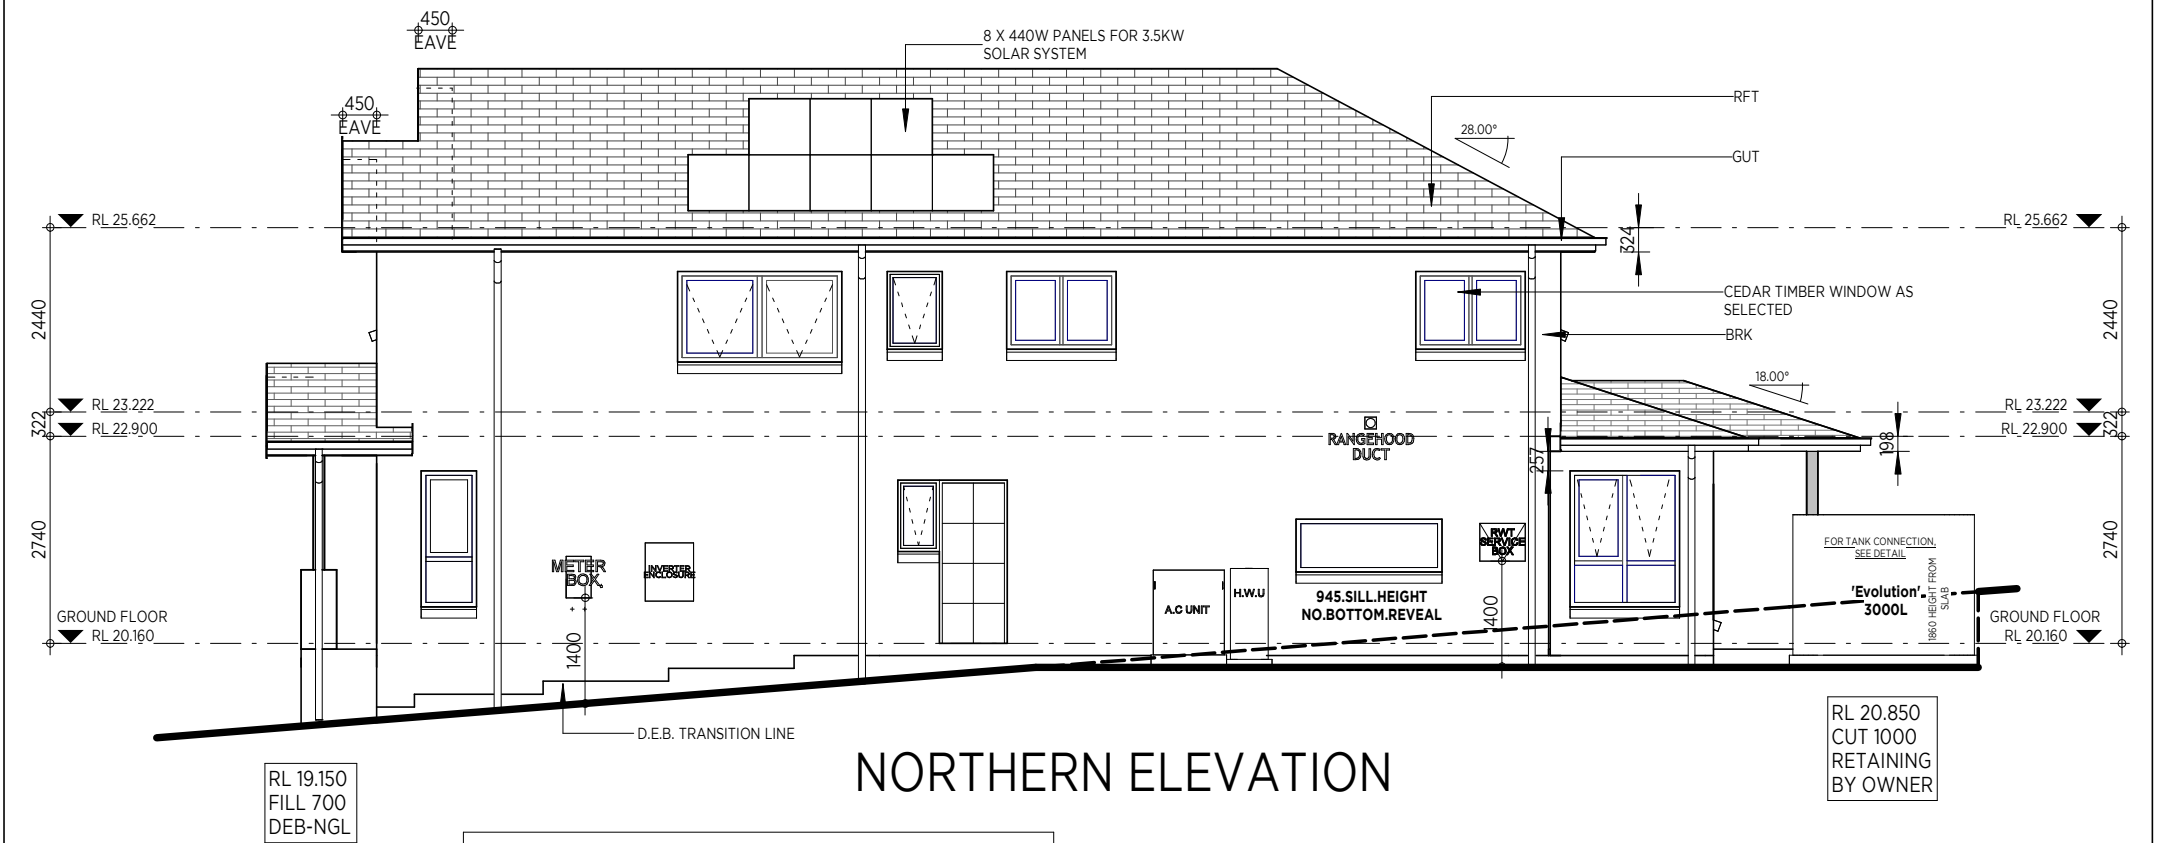 450
EAVE
8 X 440W PANELS FOR 3.5KW
SOLAR SYSTEM
450
EAVE
RFT
28.00°
GUT
RL 25.662
RL 25.662
324
2440
2440
CEDAR TIMBER WINDOW AS
SELECTED
BRK
18.00°
RL 23.222
RL 23.222
322
322
RL 22.900
RL 22.900
RANGEHOOD
DUCT
198
257
2740
2740
METER
BOX
INVERTER
ENCLOSURE
RWT
SERVICE
BOX
FOR TANK CONNECTION,
SEE DETAIL
'Evolution'
3000L
1860 HEIGHT FROM
SLAB
A.C UNIT
H.W.U
945.SILL.HEIGHT
NO.BOTTOM.REVEAL
1400
1400
GROUND FLOOR
RL 20.160
GROUND FLOOR
RL 20.160
D.E.B. TRANSITION LINE
NORTHERN ELEVATION
RL 19.150
FILL 700
DEB-NGL
RL 20.850
CUT 1000
RETAINING
BY OWNER